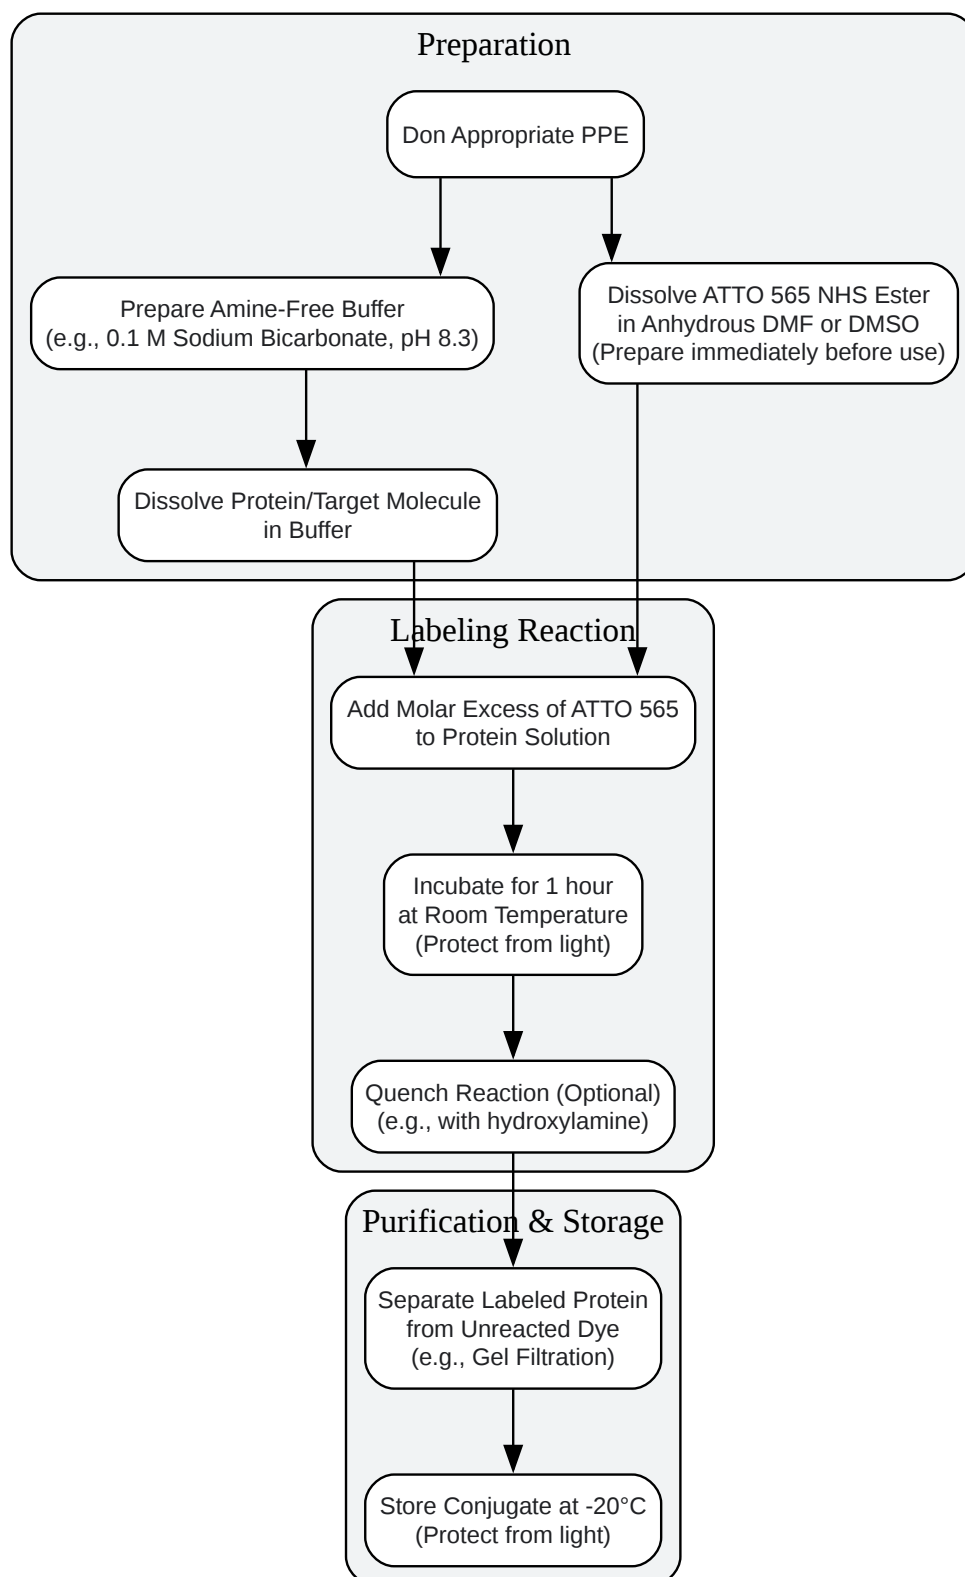 Preparation
Don Appropriate PPE
Prepare Amine-Free Buffer
(e.g., 0.1 M Sodium Bicarbonate, pH 8.3)
Dissolve ATTO 565 NHS Ester
in Anhydrous DMF or DMSO
(Prepare immediately before use)
Dissolve Protein/Target Molecule
in Buffer
Labeling Reaction
Add Molar Excess of ATTO 565
to Protein Solution
Incubate for 1 hour
at Room Temperature
(Protect from light)
Quench Reaction (Optional)
(e.g., with hydroxylamine)
Purification & Storage
Separate Labeled Protein
from Unreacted Dye
(e.g., Gel Filtration)
Store Conjugate at -20°C
(Protect from light)